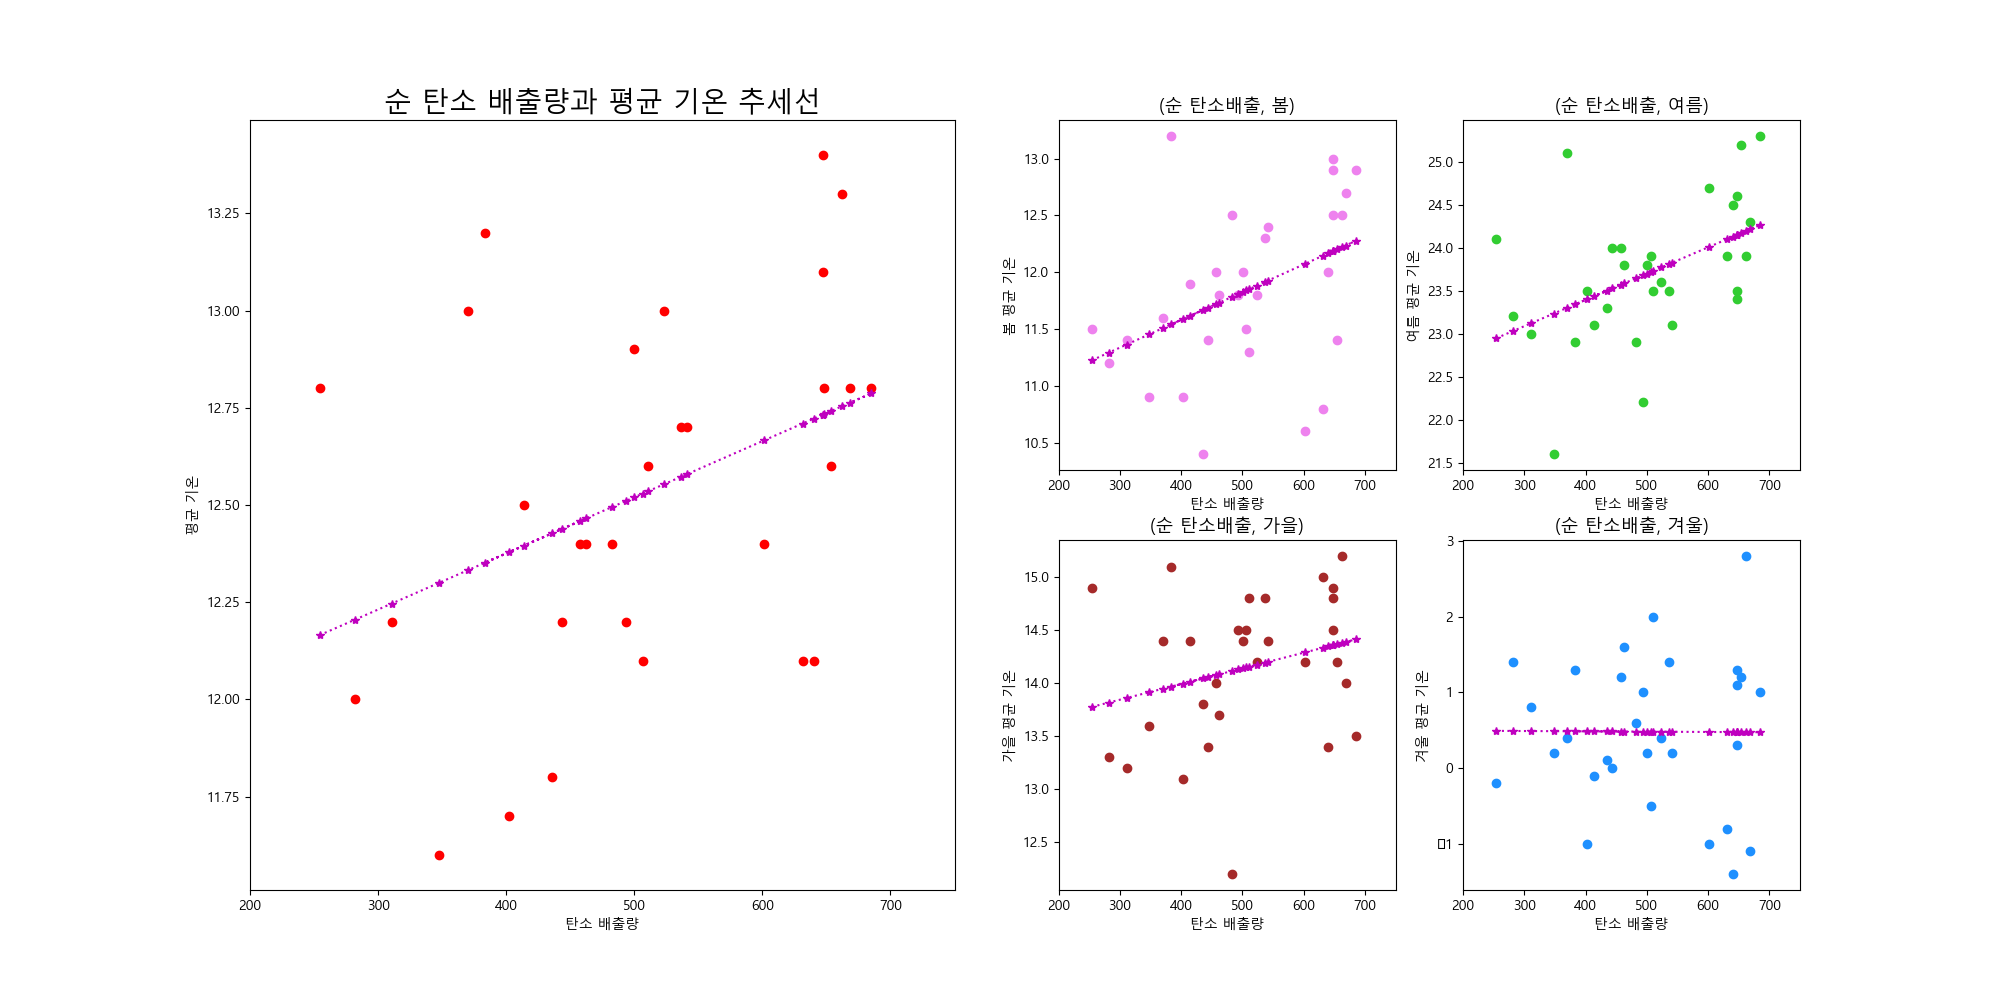 순 탄소 배출량과 평균 기온 추세선
평균 기온
13.25
13.00
12.75
12.50
12.25
12.00
11.75
200 300 400 500 600 700
탄소 배출량
(순 탄소배출, 봄)
봄 평균 기온
13.0
12.5
12.0
11.5
11.0
10.5
200 300 400 500 600 700
탄소 배출량
(순 탄소배출, 여름)
여름 평균 기온
25.0
24.5
24.0
23.5
23.0
22.5
22.0
21.5
200 300 400 500 600 700
탄소 배출량
(순 탄소배출, 가을)
가을 평균 기온
15.0
14.5
14.0
13.5
13.0
12.5
200 300 400 500 600 700
탄소 배출량
(순 탄소배출, 겨울)
겨울 평균 기온
3
2
1
0
□1
200 300 400 500 600 700
탄소 배출량